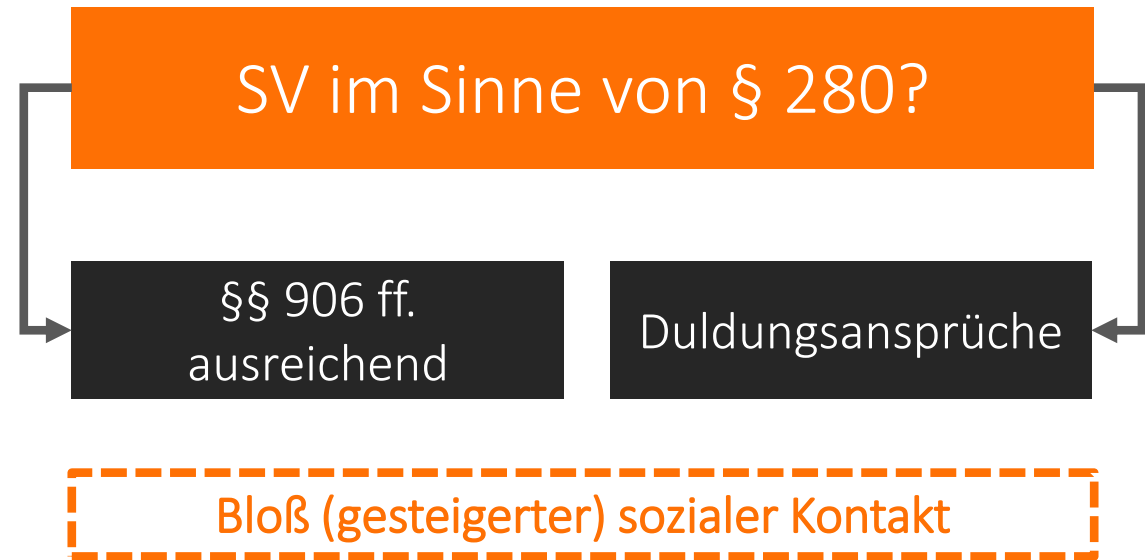 SV im Sinne von § 280?
§§ 906 ff.
ausreichend
Duldungsansprüche
Bloß (gesteigerter) sozialer Kontakt